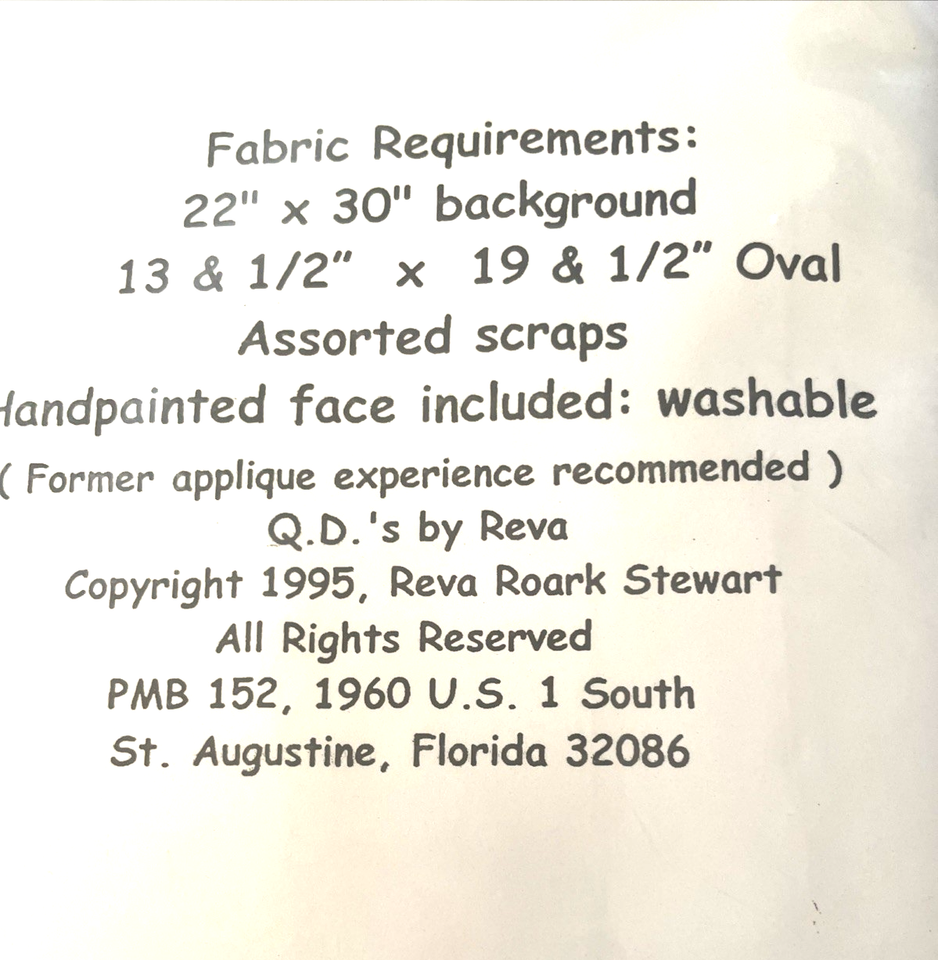 Fabric Requirements:
22" x 30" background
13 & 1/2" x 19 & 1/2" Oval
Assorted scraps
Handpainted face included: washable
( Former applique experience recommended )
Q.D.'s by Reva
Copyright 1995, Reva Roark Stewart
All Rights Reserved
PMB 152, 1960 U.S. 1 South
St. Augustine, Florida 32086